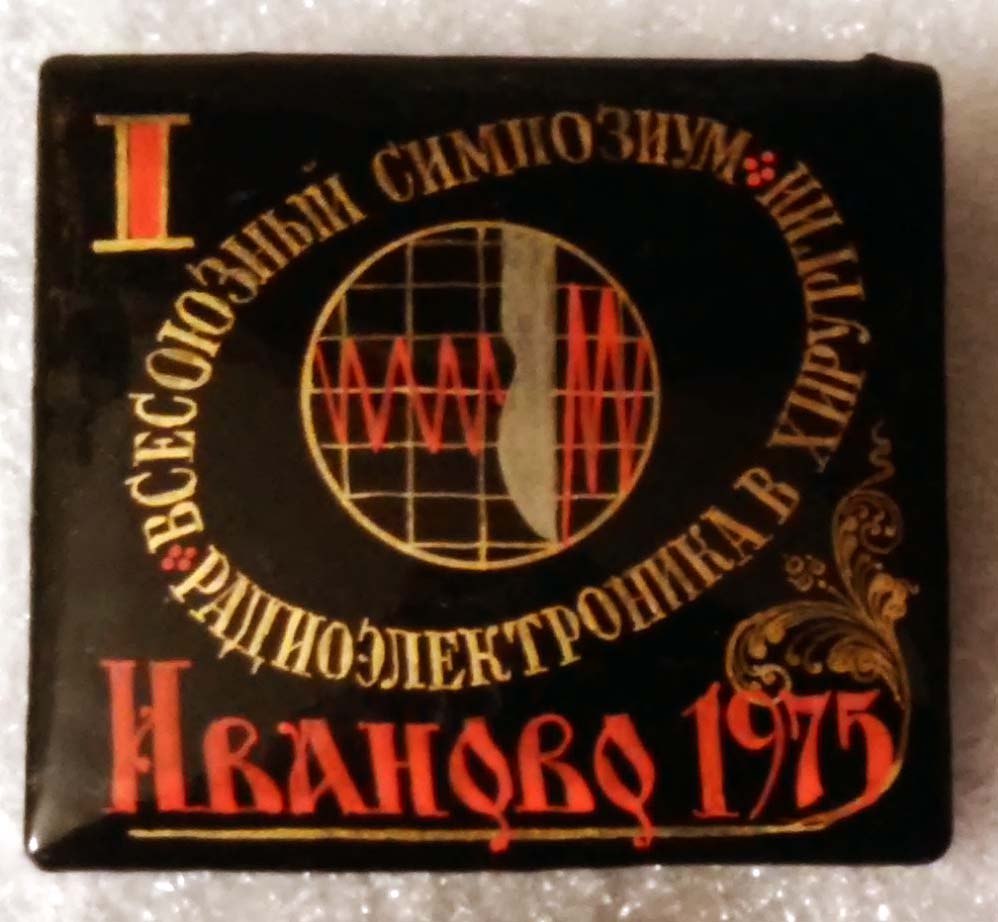 I
ВСЕСОЮЗНЫЙ СИМПОЗИУМ
РАДИОЭЛЕКТРОНИКА В ХИРУРГИИ
ИВАНОВО 1975